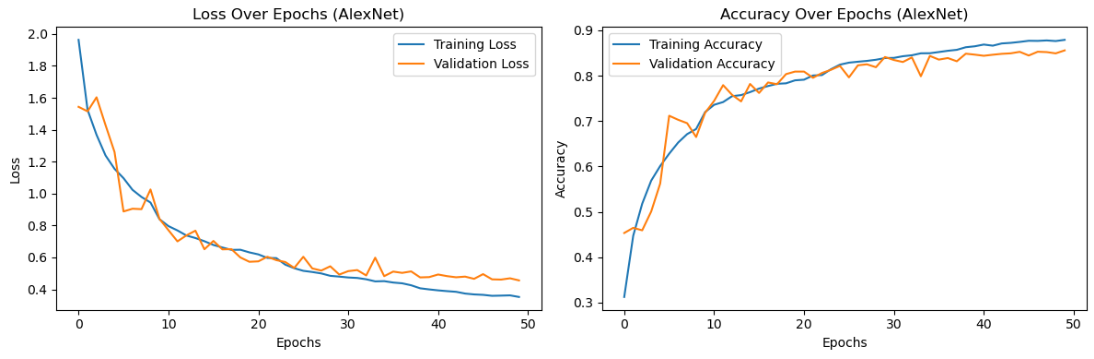 Loss Over Epochs (AlexNet)
2.0
1.8
1.6
1.4
1.2
1.0
0.8
0.6
0.4
Loss
Training Loss
Validation Loss
0 10 20 30 40 50
Epochs
Accuracy Over Epochs (AlexNet)
0.9
0.8
0.7
0.6
0.5
0.4
0.3
Accuracy
Training Accuracy
Validation Accuracy
0 10 20 30 40 50
Epochs